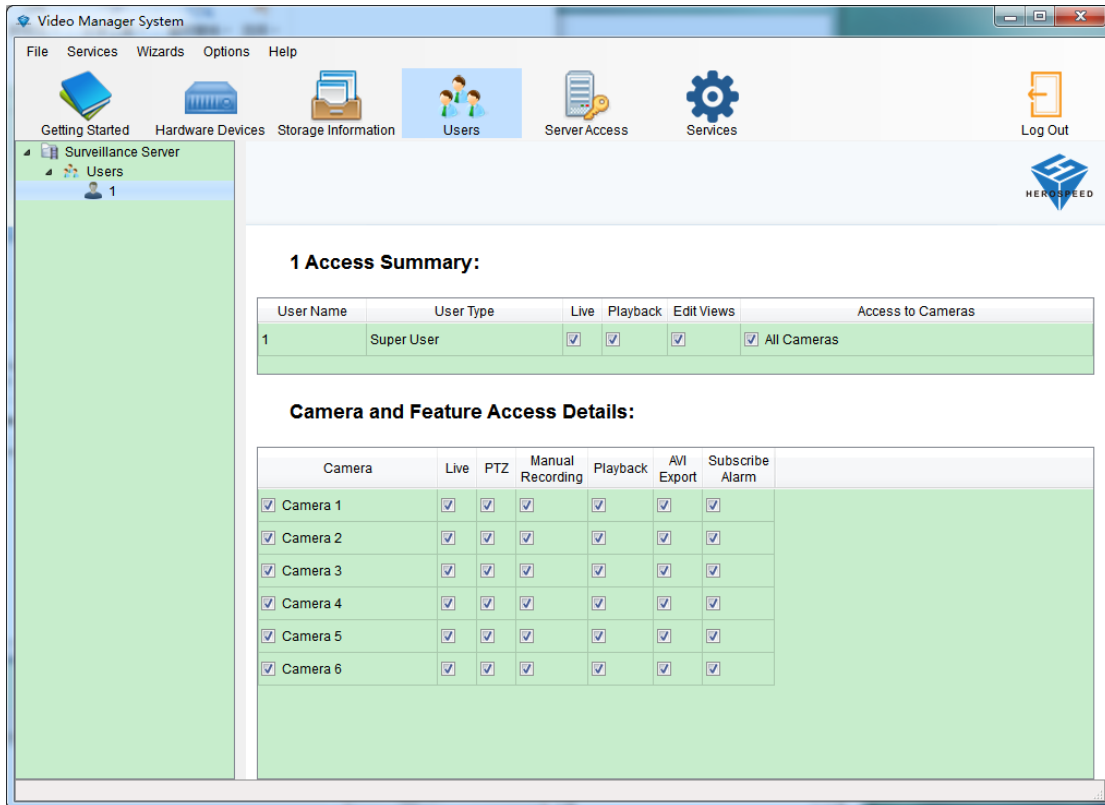 Video Manager System
File Services Wizards Options Help
Getting Started Hardware Devices Storage Information Users Server Access Services Log Out
Surveillance Server
Users
1
HEROSPEED
1 Access Summary:
User Name User Type Live Playback Edit Views Access to Cameras
1 Super User All Cameras
Camera and Feature Access Details:
Camera Live PTZ Manual Recording Playback AVI Export Subscribe Alarm
Camera 1
Camera 2
Camera 3
Camera 4
Camera 5
Camera 6